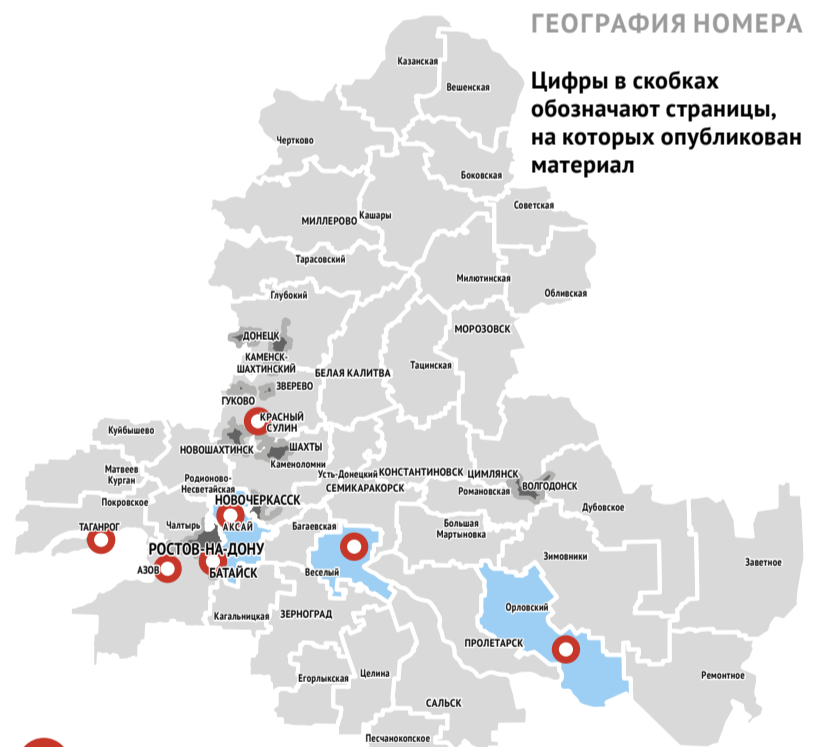 ГЕОГРАФИЯ НОМЕРА
Цифры в скобках
обозначают страницы,
на которых опубликован
материал
Казанская
Вешенская
Чертково
Боковская
Советская
МИЛЛЕРОВО
Кашары
Тарасовский
Милютинская
Обливская
Глубокий
МОРОЗОВСК
ДОНЕЦК
КАМЕНСК-
ШАХТИНСКИЙ
БЕЛАЯ КАЛИТВА
Тацинская
ЗВЕРЕВО
ГУКОВО
КРАСНЫЙ
СУЛИН
Куйбышево
НОВОШАХТИНСК
ШАХТЫ
Каменоломни
Матвеев
Курган
Родионово-
Несветайская
Усть-Донецкий
КОНСТАНТИНОВСК
ЦИМЛЯНСК
СЕМИКАРАКОРСК
Романовская
ВОЛГОДОНСК
Покровское
НОВОЧЕРКАССК
Дубовское
ТАГАНРОГ
Чалтырь
АКСАЙ
Багаевская
Большая
Мартыновка
РОСТОВ-НА-ДОНУ
Зимовники
Заветное
АЗОВ
БАТАЙСК
Веселый
Орловский
Кагальницкая
ЗЕРНОГРАД
ПРОЛЕТАРСК
Егорлыкская
Целина
Ремонтное
САЛЬСК
Песчанокопское